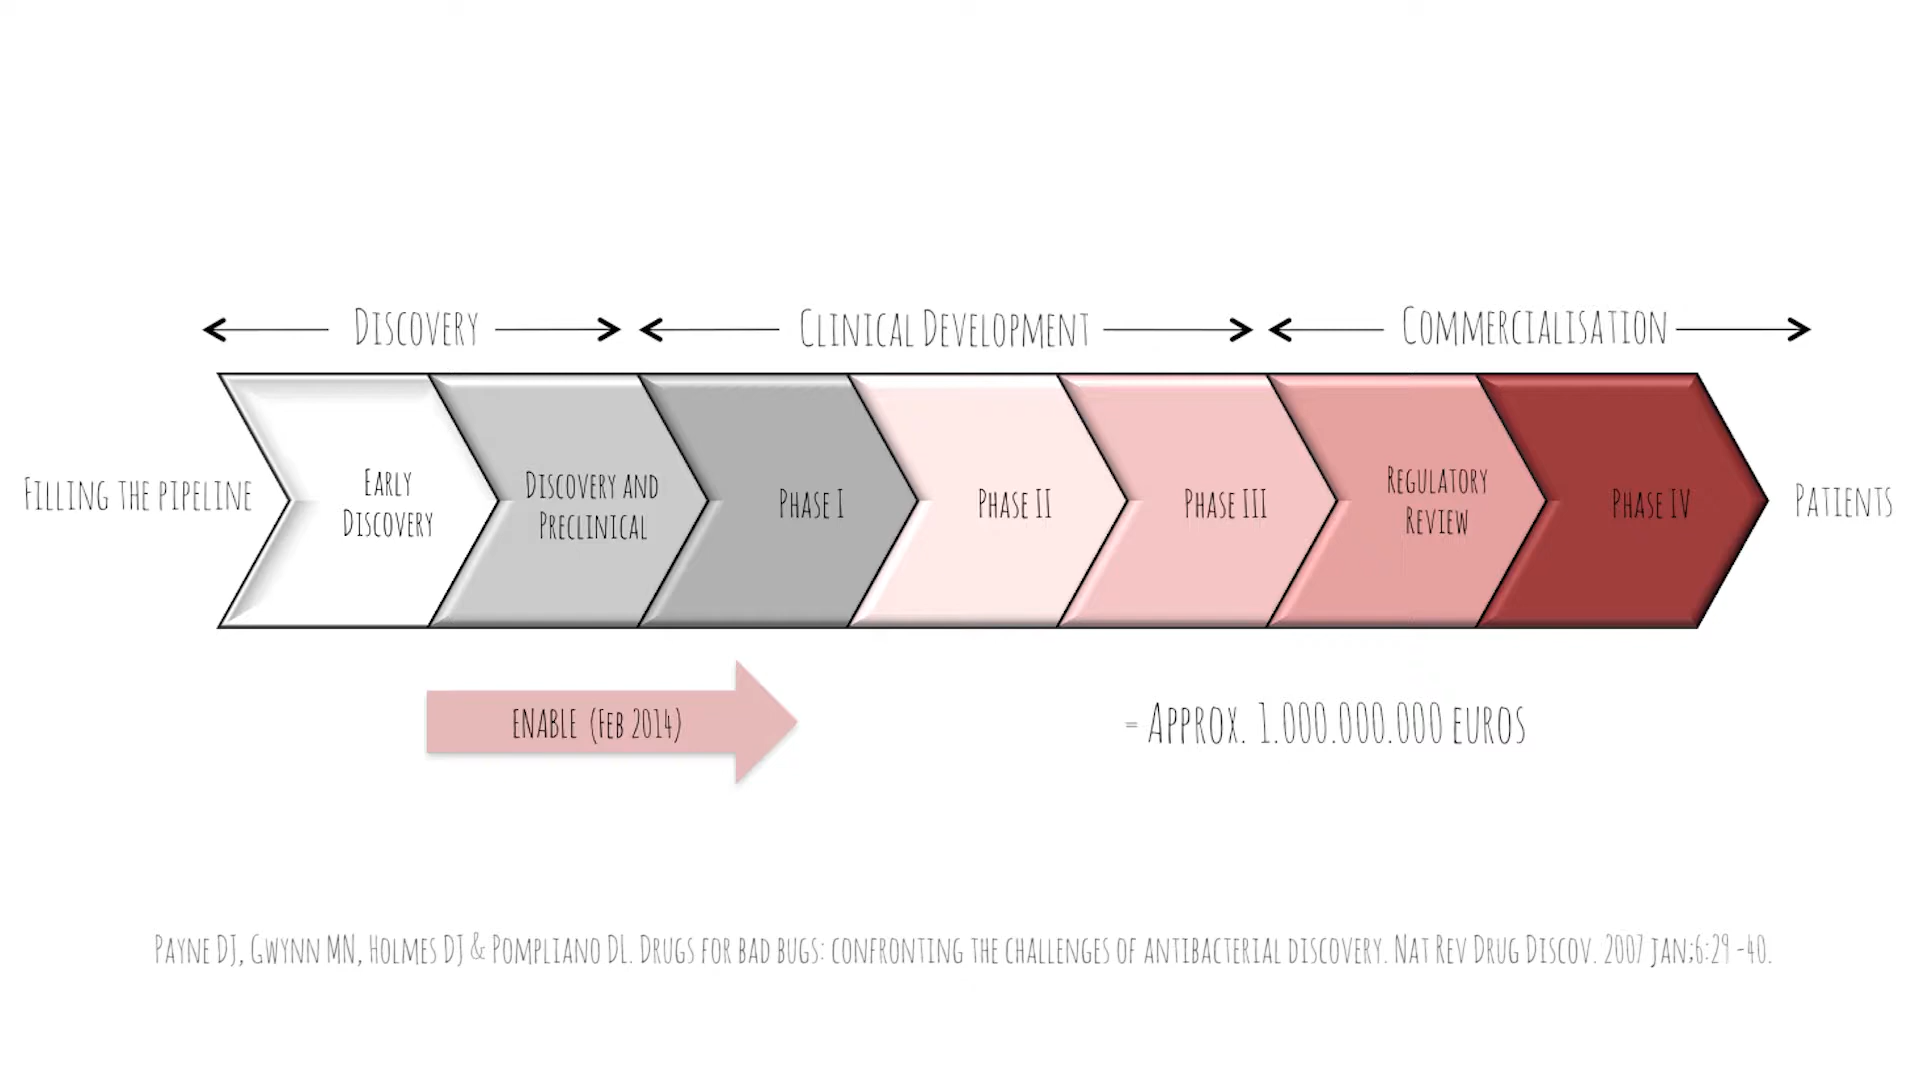 Discovery
Clinical Development
Commercialisation
Filling the pipeline
Early
Discovery
Discovery and
Preclinical
Phase I
Phase II
Phase III
Regulatory
Review
Phase IV
Patients
ENABLE (Feb 2014)
= Approx. 1.000.000.000 euros
Payne DJ, Gwynn MN, Holmes DJ & Pompliano DL. Drugs for bad bugs: confronting the challenges of antibacterial discovery. Nat Rev Drug Discov. 2007 Jan;6:29-40.